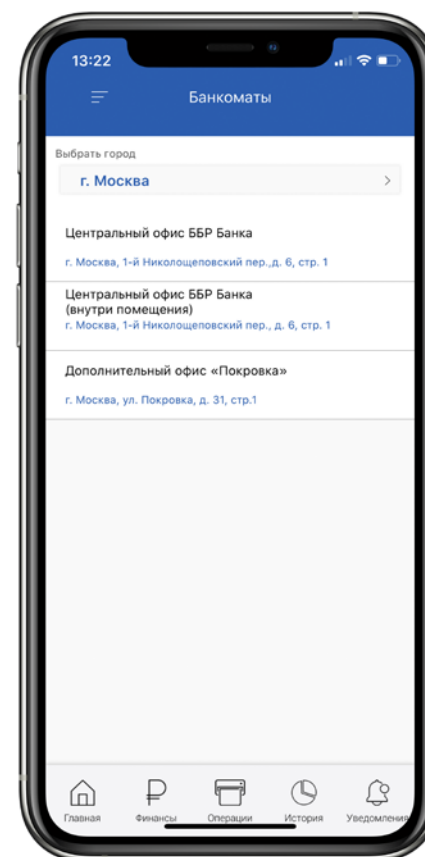 13:22
Банкоматы
Выбрать город
г. Москва
Центральный офис ББР Банка
г. Москва, 1-й Николощеповский пер.,д. 6, стр. 1
Центральный офис ББР Банка
(внутри помещения)
г. Москва, 1-й Николощеповский пер., д. 6, стр. 1
Дополнительный офис «Покровка»
г. Москва, ул. Покровка, д. 31, стр.1
Главная Финансы Операции История Уведомления